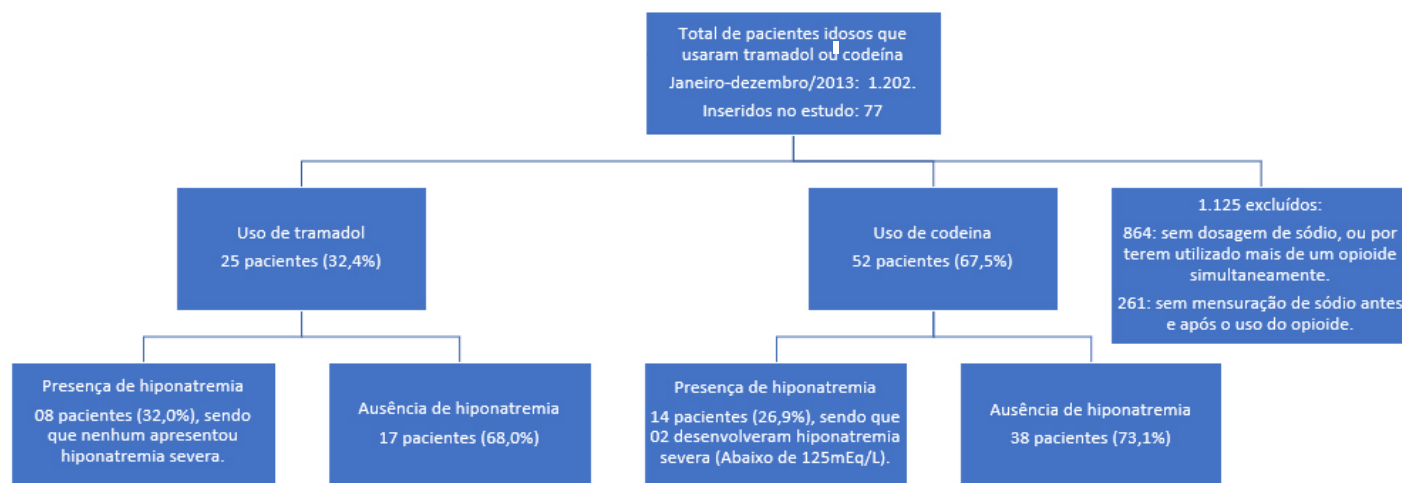 Total de pacientes idosos que
usaram tramadol ou codeína
Janeiro-dezembro/2013: 1.202.
Inseridos no estudo: 77
Uso de tramadol
25 pacientes (32,4%)
Uso de codeina
52 pacientes (67,5%)
1.125 excluídos:
864: sem dosagem de sódio, ou por
terem utilizado mais de um opioide
simultaneamente.
261: sem mensuração de sódio antes
e após o uso do opioide.
Presença de hiponatremia
08 pacientes (32,0%), sendo
que nenhum apresentou
hiponatremia severa.
Ausência de hiponatremia
17 pacientes (68,0%)
Presença de hiponatremia
14 pacientes (26,9%), sendo que
02 desenvolveram hiponatremia
severa (Abaixo de 125mEq/L).
Ausência de hiponatremia
38 pacientes (73,1%)